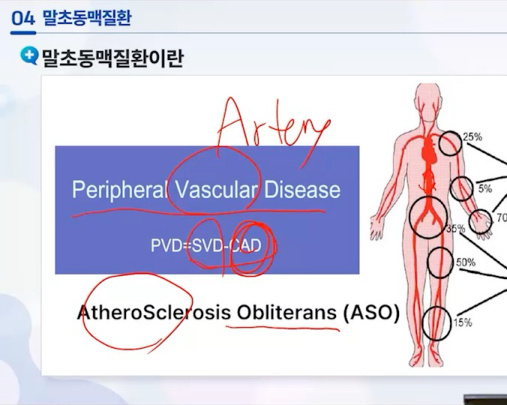 04 말초동맥질환
말초동맥질환이란
Artery
Peripheral Vascular Disease
PVD=SVD-CAD
AtheroSclerosis Obliterans (ASO)
25%
5%
70
35%
50%
15%